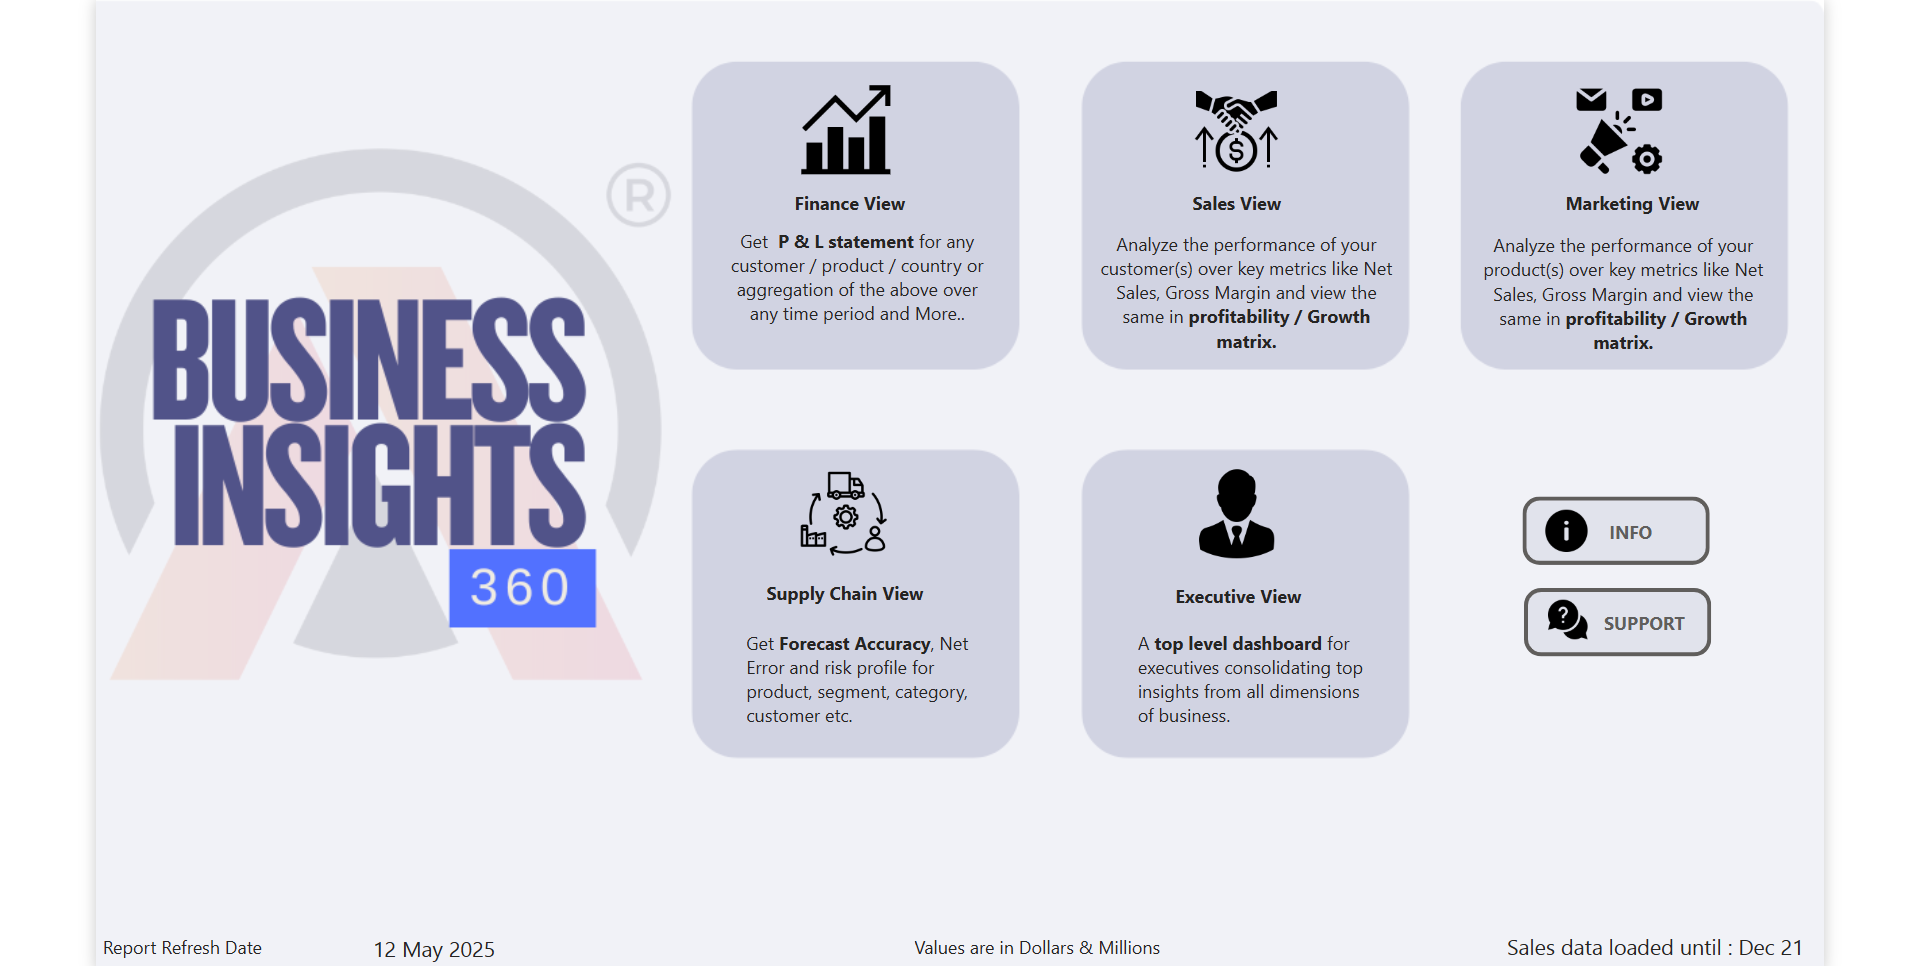 BUSINESS
INSIGHTS
360
®
Finance View
Get  P & L statement for any
customer / product / country or
aggregation of the above over
any time period and More..
Sales View
Analyze the performance of your
customer(s) over key metrics like Net
Sales, Gross Margin and view the
same in profitability / Growth
matrix.
Marketing View
Analyze the performance of your
product(s) over key metrics like Net
Sales, Gross Margin and view the
same in profitability / Growth
matrix.
Supply Chain View
Get Forecast Accuracy, Net
Error and risk profile for
product, segment, category,
customer etc.
Executive View
A top level dashboard for
executives consolidating top
insights from all dimensions
of business.
INFO
SUPPORT
Report Refresh Date
12 May 2025
Values are in Dollars & Millions
Sales data loaded until : Dec 21